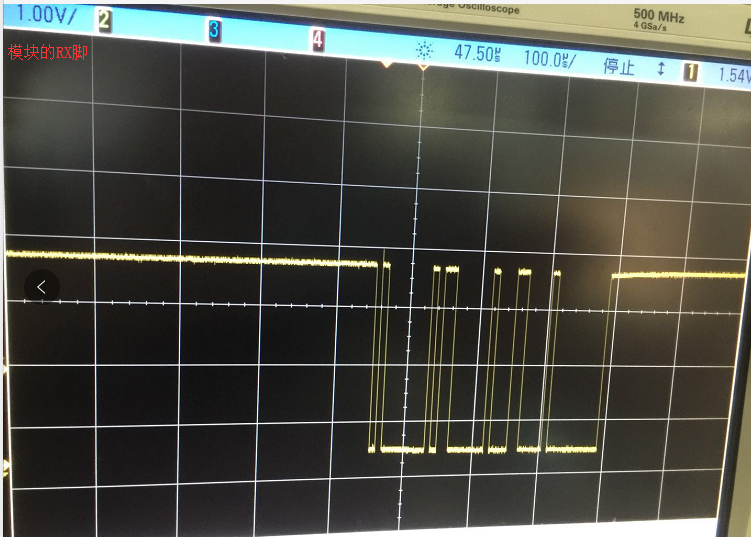 Oscilloscope
500 MHz
4 GSa/s
1.00V/ 2 3 4 47.50µs 100.0µs/ 停止 1 1.54V
模块的RX脚